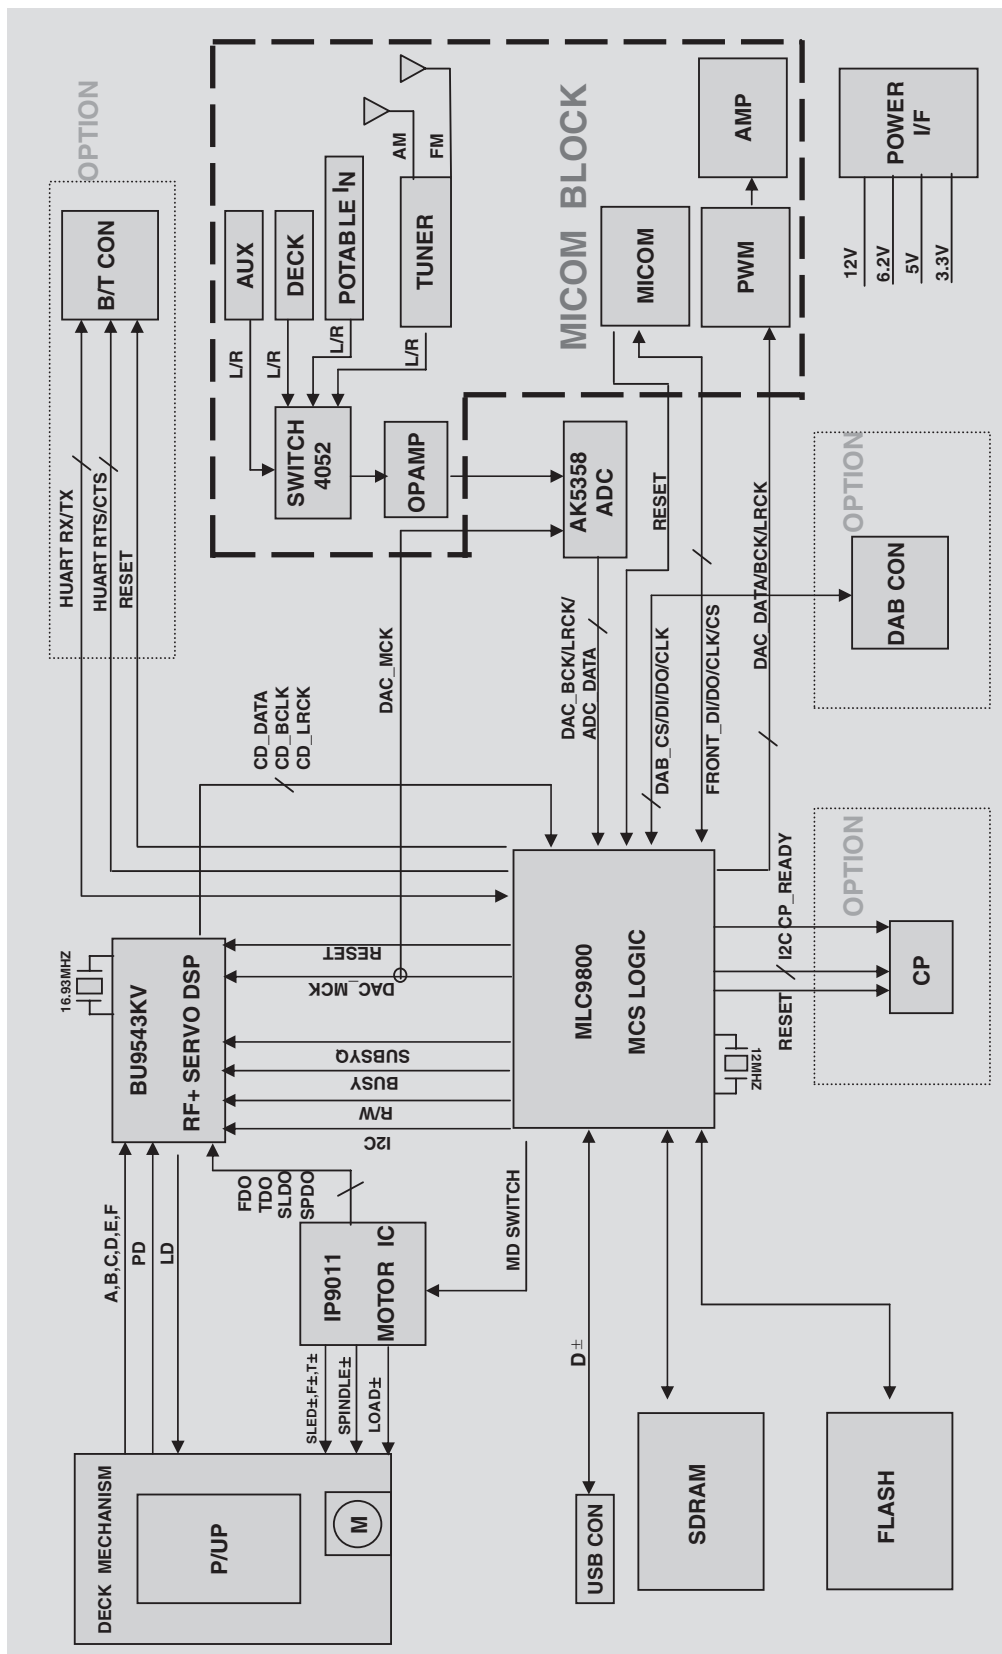 DECK MECHANISM
P/UP
M
A,B,C,D,E,F
PD
LD
16.93MHZ
BU9543KV
RF+ SERVO DSP
FDO
TDO
SLDO
SPDO
IP9011
MOTOR IC
SLED±,F±,T±
SPINDLE±
LOAD±
MD SWITCH
I2C
R/W
BUSY
SUBSYQ
DAC_MCK
RESET
CD_DATA
CD_BCLK
CD_LRCK
HUART RX/TX
HUART RTS/CTS
RESET
B/T CON
OPTION
DAC_MCK
AUX
DECK
POTABLE IN
TUNER
AM
FM
L/R
L/R
L/R
L/R
SWITCH
4052
OPAMP
MICOM BLOCK
MICOM
PWM
AMP
POWER
I/F
12V
6.2V
5V
3.3V
AK5358
ADC
DAC_BCK/LRCK/
ADC_DATA
RESET
DAB_CS/DI/DO/CLK
FRONT_DI/DO/CLK/CS
DAC_DATA/BCK/LRCK
OPTION
DAB CON
MLC9800
MCS LOGIC
12MHZ
RESET
I2C
CP_READY
OPTION
CP
D±
USB CON
SDRAM
FLASH